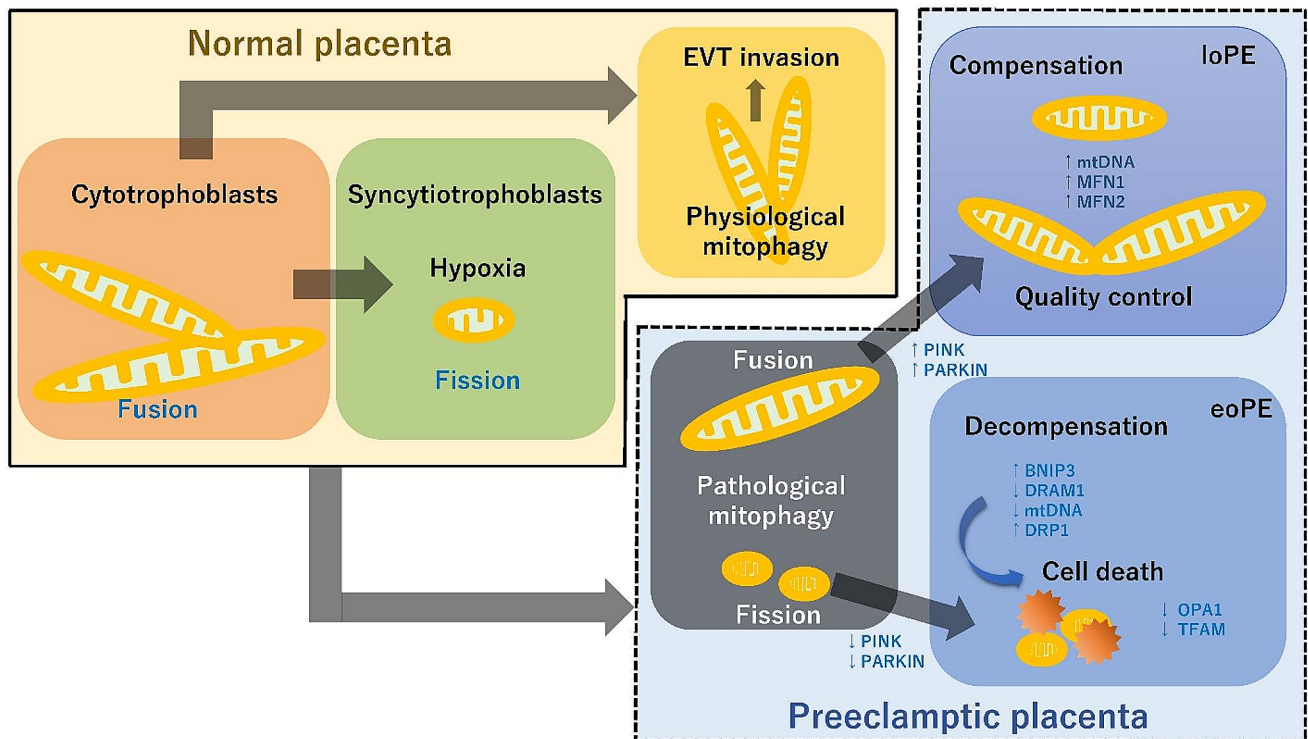 Normal placenta
Cytotrophoblasts
Fusion
Syncytiotrophoblasts
Hypoxia
Fission
EVT invasion
Physiological
mitophagy
Fusion
Pathological
mitophagy
Fission
↑ PINK
↑ PARKIN
↓ PINK
↓ PARKIN
loPE
Compensation
↑ mtDNA
↑ MFN1
↑ MFN2
Quality control
eoPE
Decompensation
↑ BNIP3
↓ DRAM1
↓ mtDNA
↑ DRP1
Cell death
↓ OPA1
↓ TFAM
Preeclamptic placenta